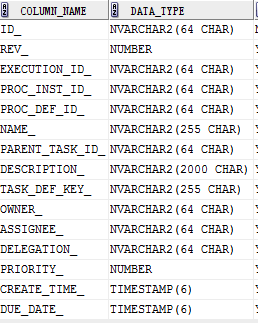 COLUMN_NAME DATA_TYPE
ID_ NVARCHAR2(64 CHAR)
REV_ NUMBER
EXECUTION_ID_ NVARCHAR2(64 CHAR)
PROC_INST_ID_ NVARCHAR2(64 CHAR)
PROC_DEF_ID_ NVARCHAR2(64 CHAR)
NAME_ NVARCHAR2(255 CHAR)
PARENT_TASK_ID_ NVARCHAR2(64 CHAR)
DESCRIPTION_ NVARCHAR2(2000 CHAR)
TASK_DEF_KEY_ NVARCHAR2(255 CHAR)
OWNER_ NVARCHAR2(64 CHAR)
ASSIGNEE_ NVARCHAR2(64 CHAR)
DELEGATION_ NVARCHAR2(64 CHAR)
PRIORITY_ NUMBER
CREATE_TIME_ TIMESTAMP(6)
DUE_DATE_ TIMESTAMP(6)